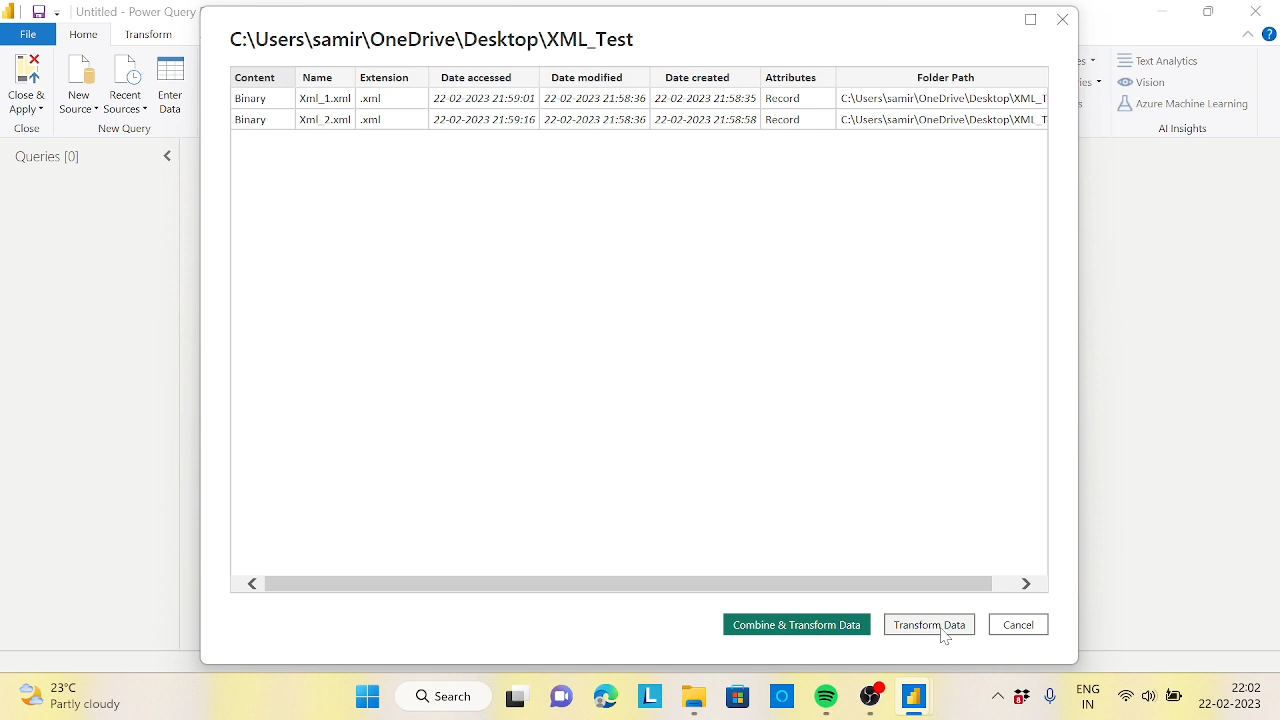 Untitled - Power Query
File Home Transform
Close & Apply
New Source
Recent Sources
Enter Data
Close
New Query
Queries [0]
C:\Users\samir\OneDrive\Desktop\XML_Test
Content Name Extension Date accessed Date modified Date created Attributes Folder Path
Binary Xml_1.xml .xml 22-02-2023 21:59:01 22-02-2023 21:58:36 22-02-2023 21:58:35 Record C:\Users\samir\OneDrive\Desktop\XML_T
Binary Xml_2.xml .xml 22-02-2023 21:59:16 22-02-2023 21:58:36 22-02-2023 21:58:58 Record C:\Users\samir\OneDrive\Desktop\XML_T
Combine & Transform Data
Transform Data
Cancel
Text Analytics
Vision
Azure Machine Learning
AI Insights
23°C
Partly cloudy
Search
ENG
IN
22:02
22-02-2023